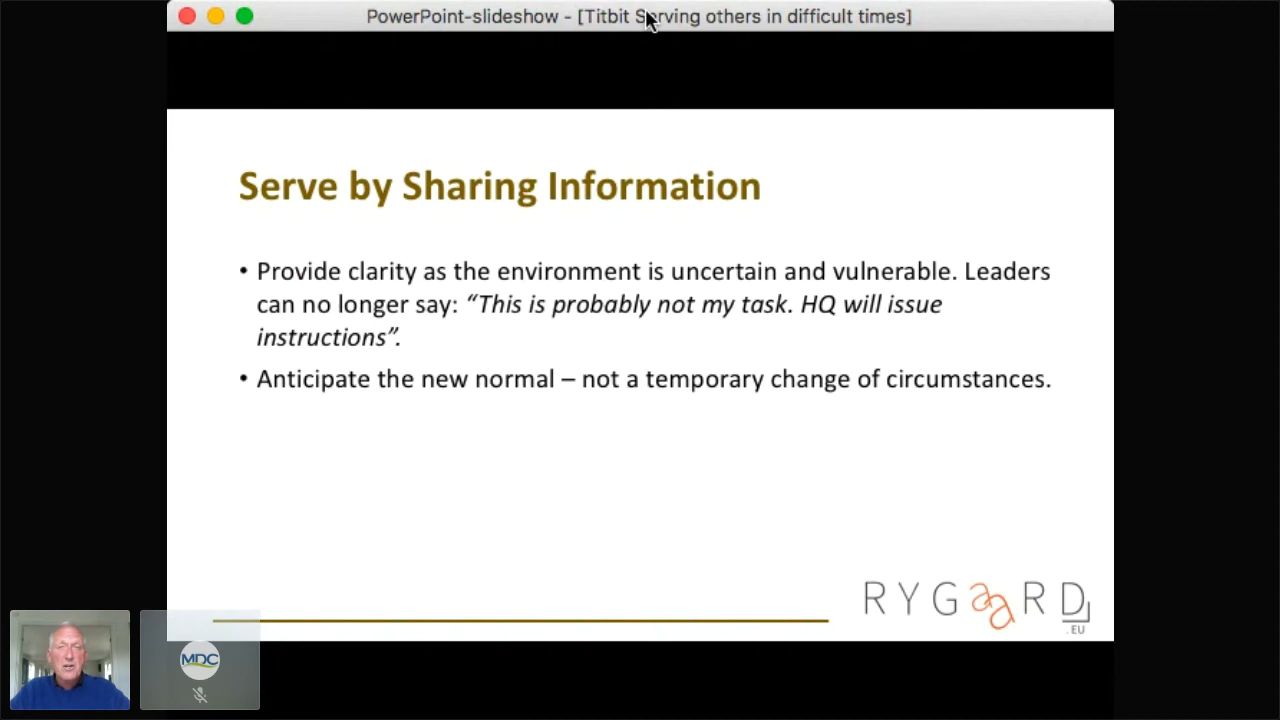 PowerPoint-slideshow - [Titbit Serving others in difficult times]
Serve by Sharing Information
• Provide clarity as the environment is uncertain and vulnerable. Leaders
can no longer say: “This is probably not my task. HQ will issue
instructions”.
• Anticipate the new normal – not a temporary change of circumstances.
RYGaaRD
.EU
MDC